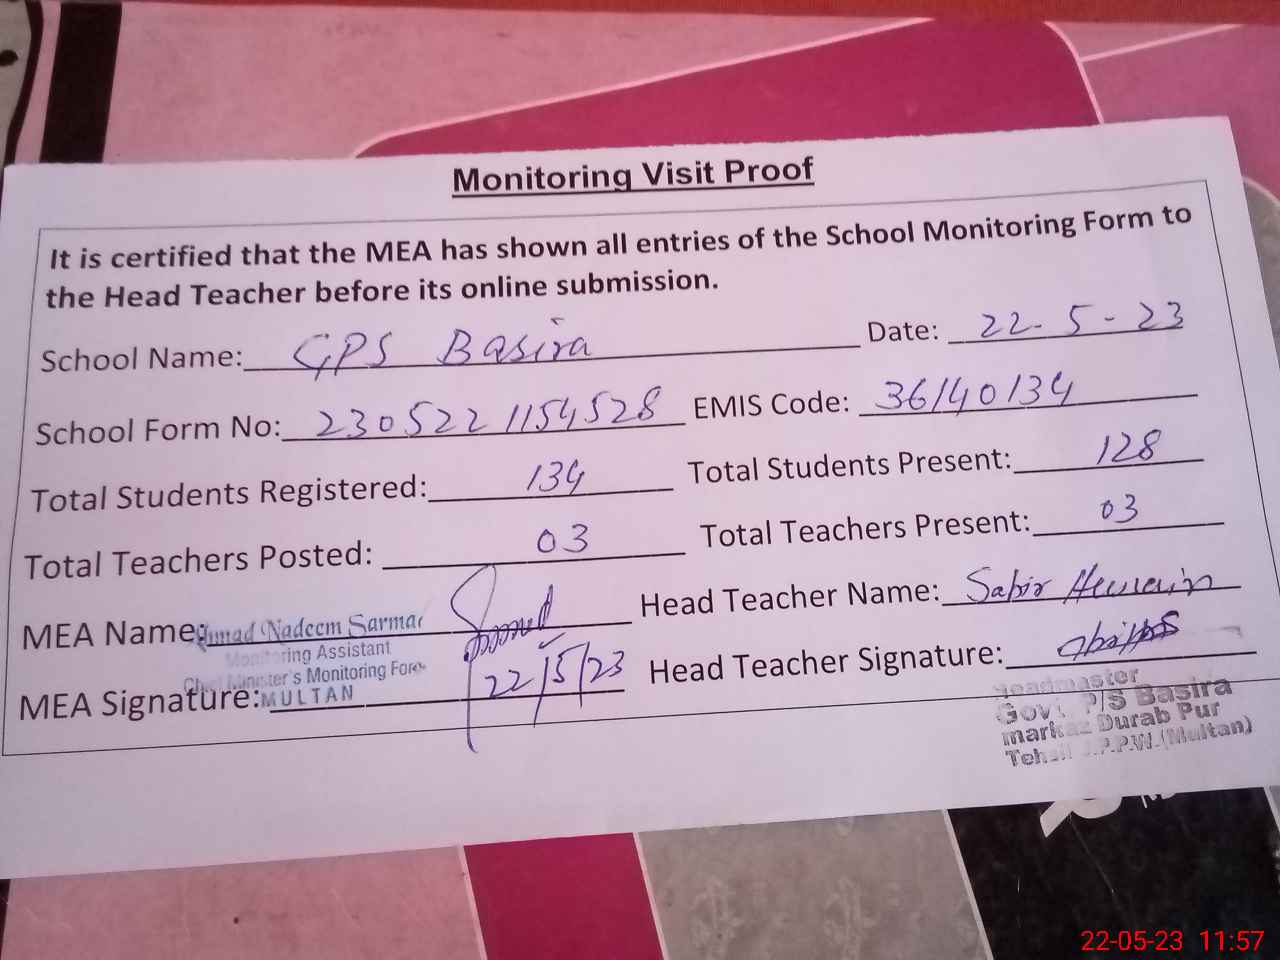 Monitoring Visit Proof
It is certified that the MEA has shown all entries of the School Monitoring Form to
the Head Teacher before its online submission.
School Name: GPS Basira Date: 22-5-23
School Form No: 2305221154528 EMIS Code: 36140134
Total Students Registered: 134 Total Students Present: 128
Total Teachers Posted: 03 Total Teachers Present: 03
MEA Name: Ahmad Nadeem Sarmad Head Teacher Name: Sabir Hussain
Monitoring Assistant
Chief Minister's Monitoring Force
MEA Signature: MULTAN 22/5/23 Head Teacher Signature:
Headmaster
Govt P/S Basira
markaz Durab Pur
Tehsil J.P.P.W.(Multan)
22-05-23 11:57